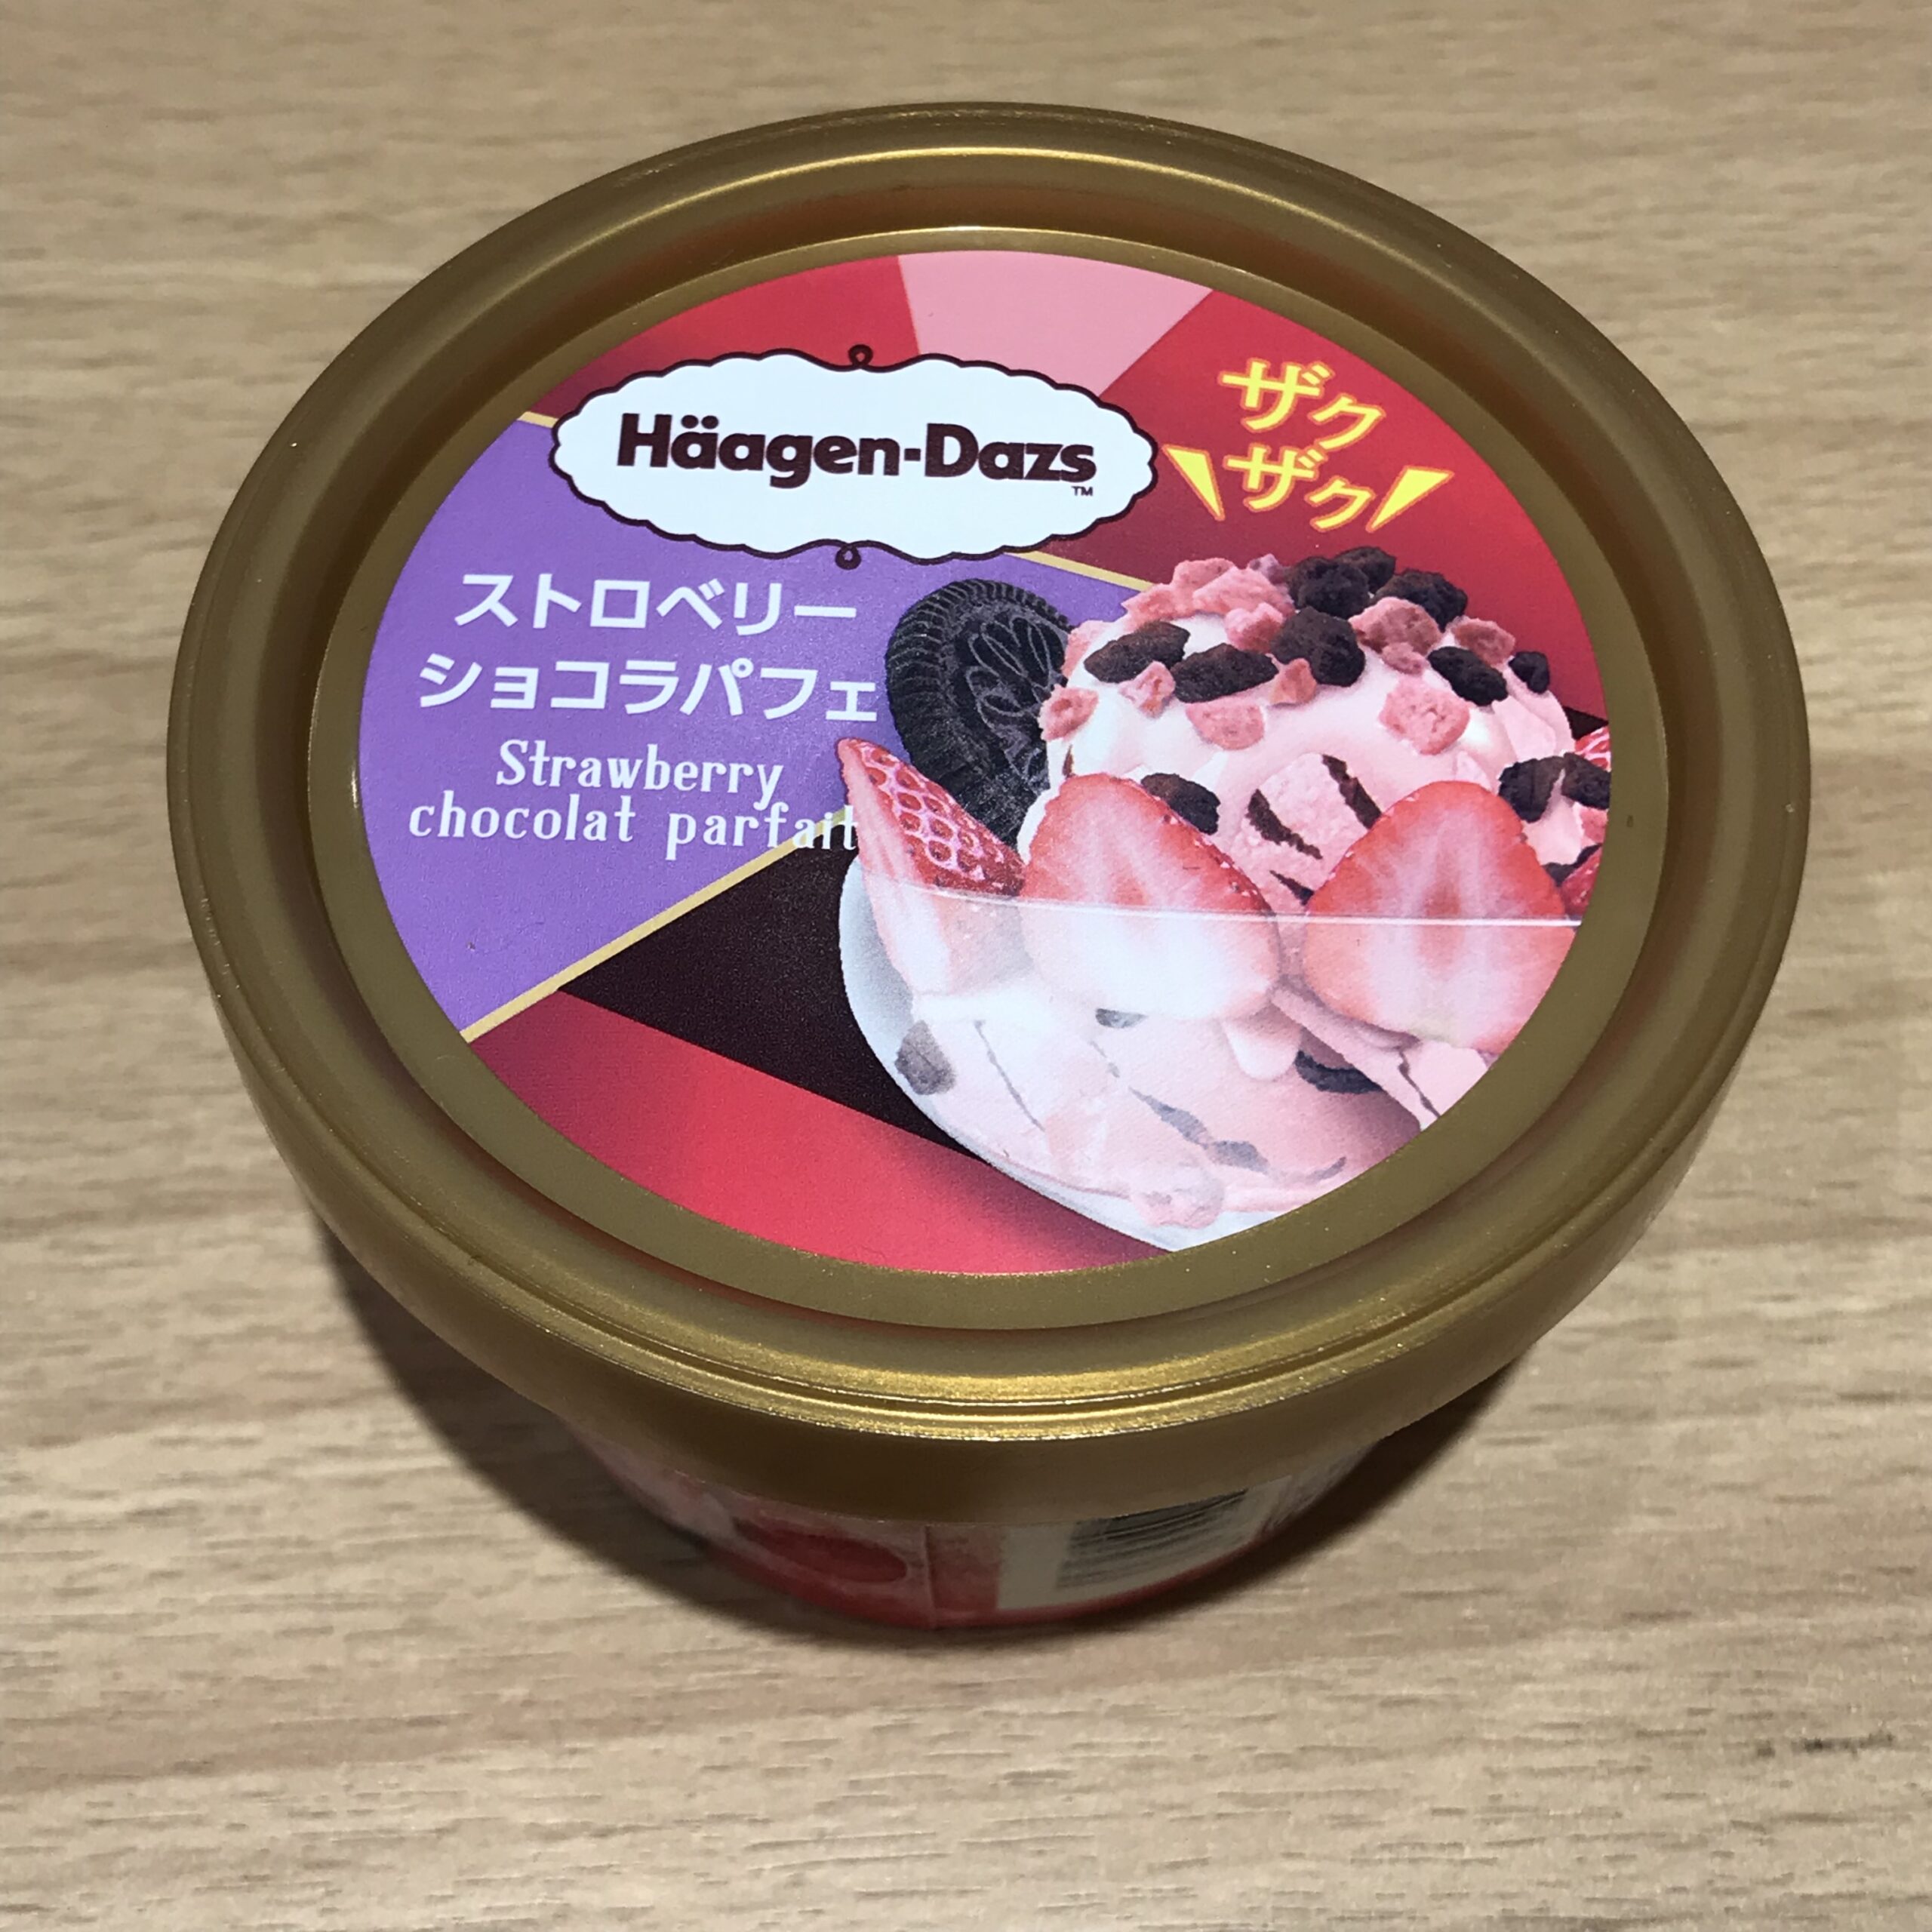 Häagen-Dazs
TM
ザク
ザク
ストロベリー
ショコラパフェ
Strawberry
chocolat parfait